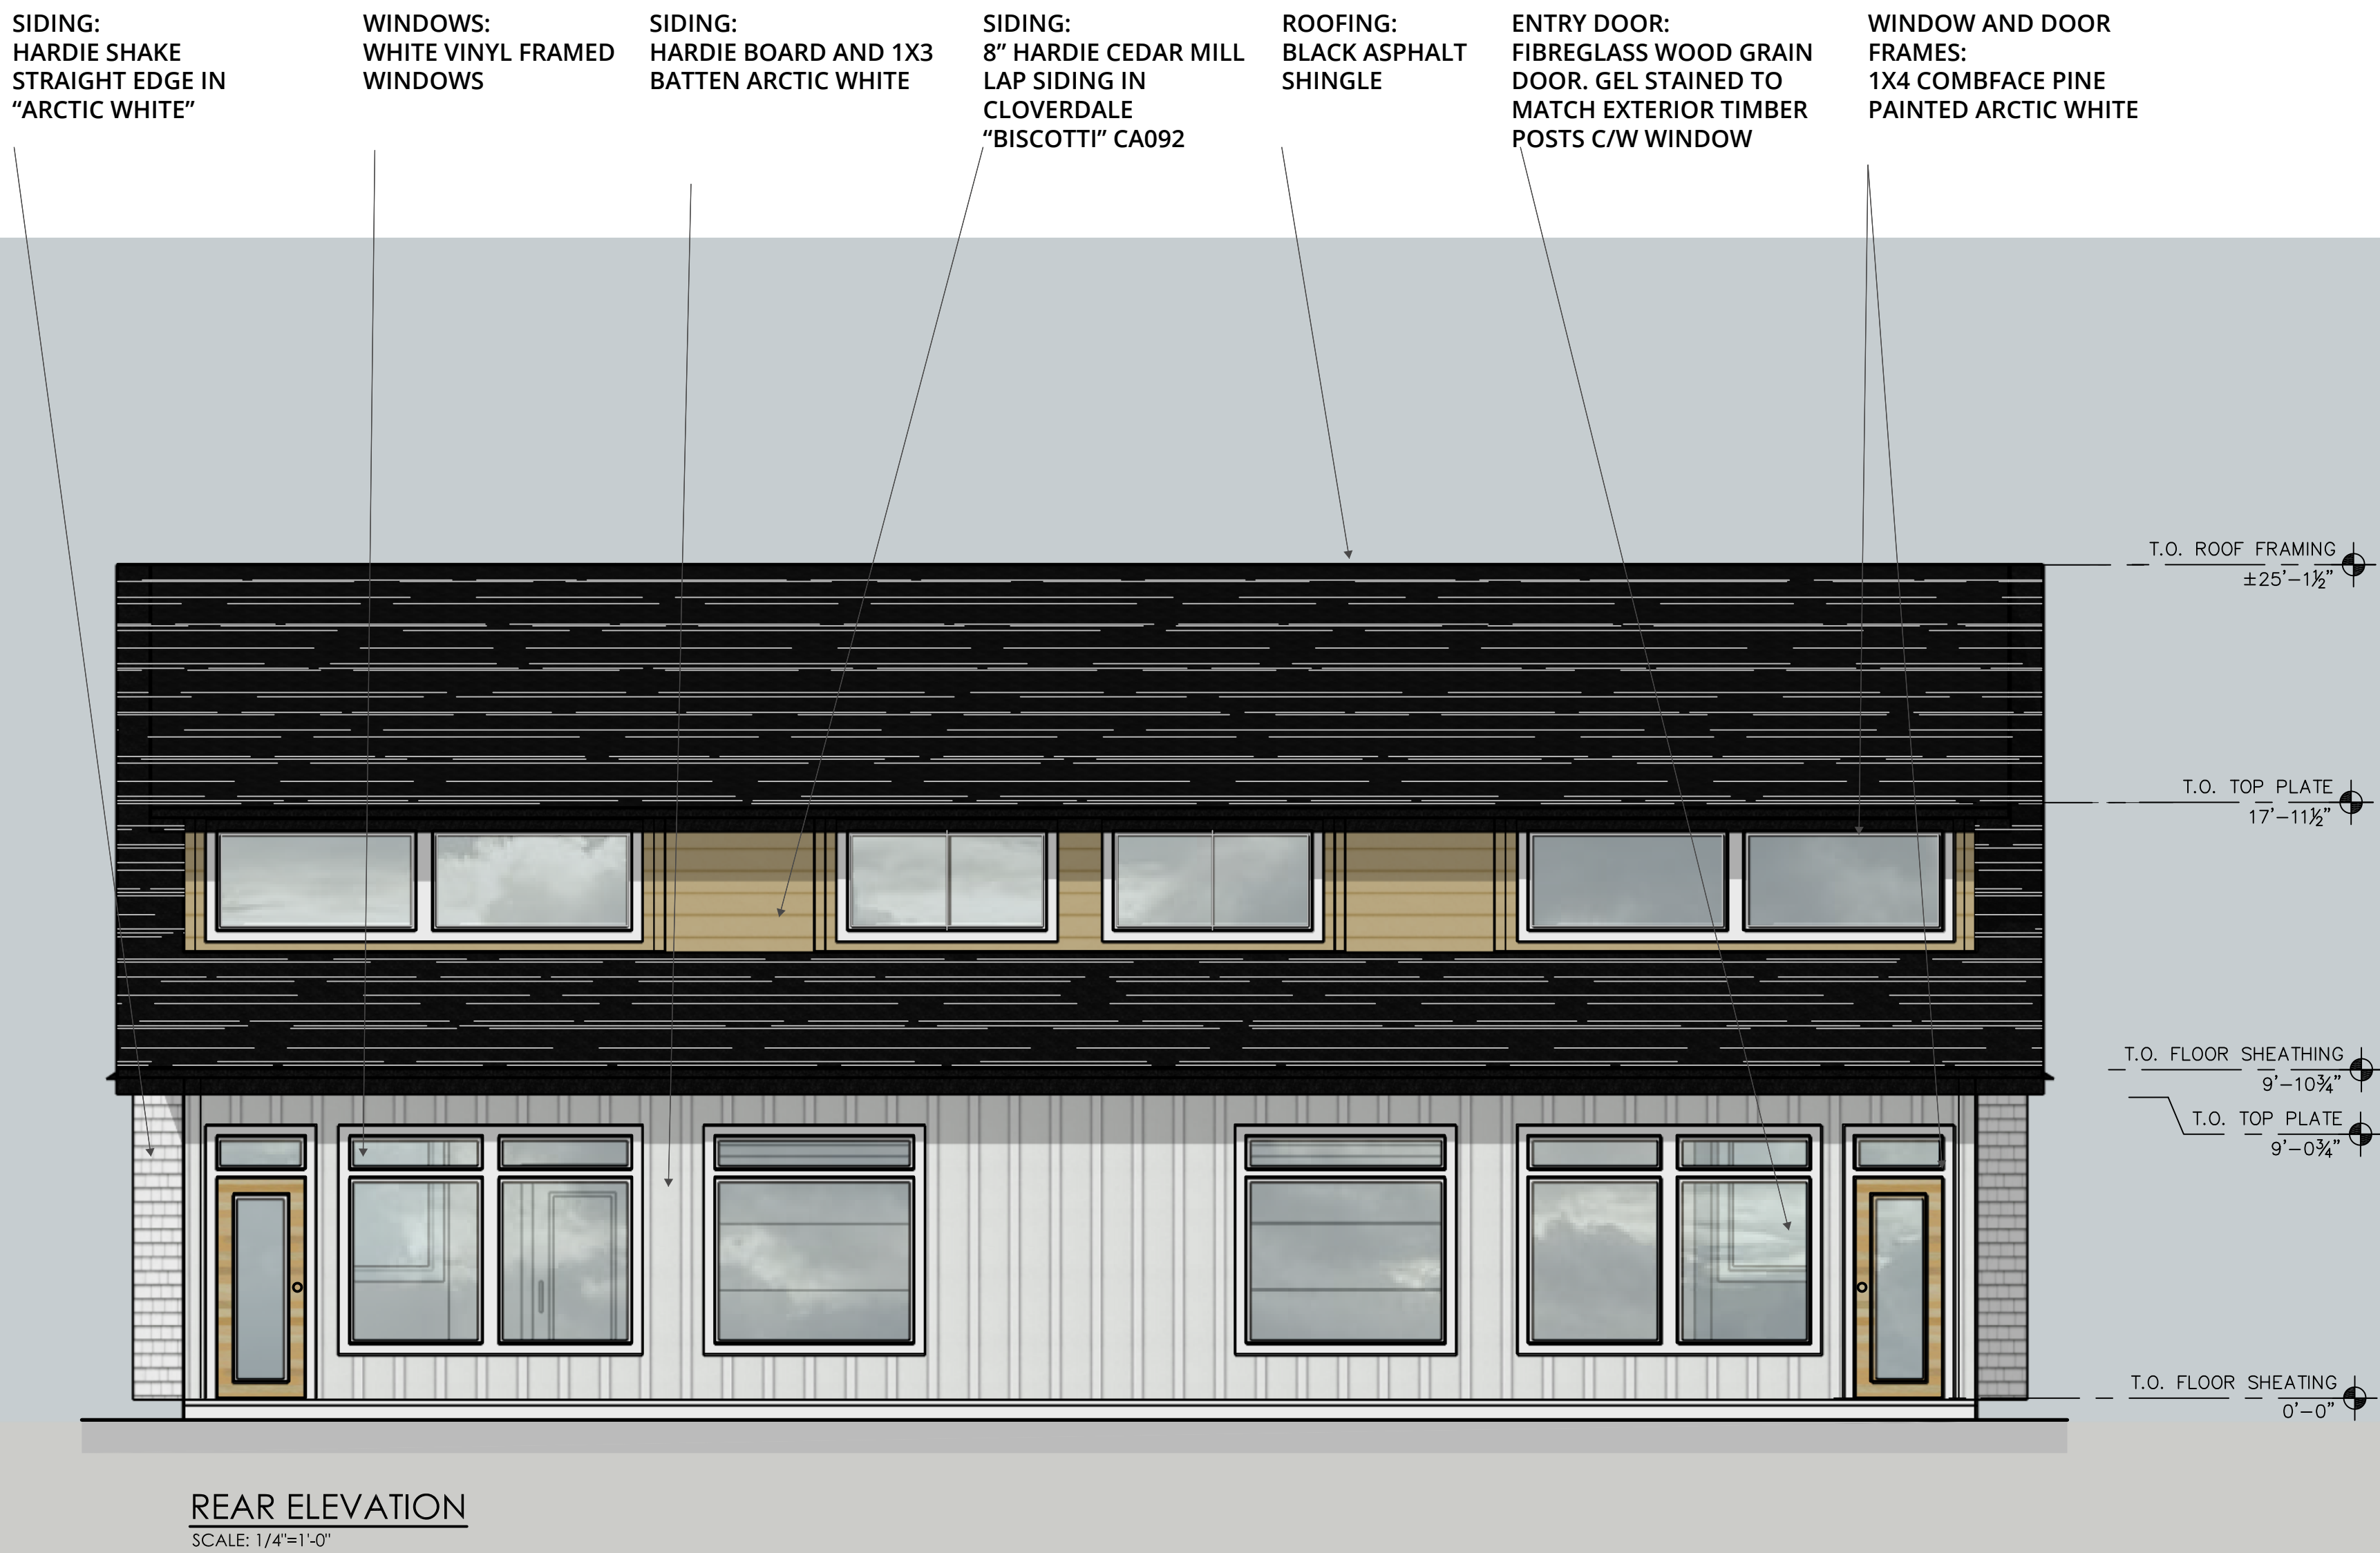 SIDING:
HARDIE SHAKE
STRAIGHT EDGE IN
“ARCTIC WHITE”
WINDOWS:
WHITE VINYL FRAMED
WINDOWS
SIDING:
HARDIE BOARD AND 1X3
BATTEN ARCTIC WHITE
SIDING:
8” HARDIE CEDAR MILL
LAP SIDING IN
CLOVERDALE
“BISCOTTI” CA092
ROOFING:
BLACK ASPHALT
SHINGLE
ENTRY DOOR:
FIBREGLASS WOOD GRAIN
DOOR. GEL STAINED TO
MATCH EXTERIOR TIMBER
POSTS C/W WINDOW
WINDOW AND DOOR
FRAMES:
1X4 COMBFACE PINE
PAINTED ARCTIC WHITE
T.O. ROOF FRAMING
±25'-1½"
T.O. TOP PLATE
17'-11½"
T.O. FLOOR SHEATHING
9'-10¾"
T.O. TOP PLATE
9'-0¾"
T.O. FLOOR SHEATING
0'-0"
REAR ELEVATION
SCALE: 1/4"=1'-0"